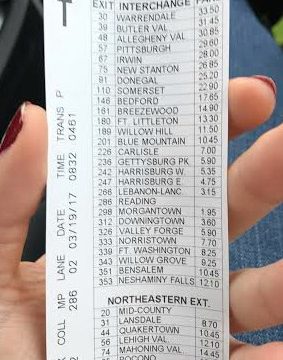 T
EXIT INTERCHANGE
30 WARRENDALE 33.50
39 BUTLER VAL 31.45
48 ALLEGHENY VAL 30.85
57 PITTSBURGH 29.60
67 IRWIN 28.00
75 NEW STANTON 26.85
91 DONEGAL 25.20
110 SOMERSET 22.90
146 BEDFORD 17.85
161 BREEZEWOOD 14.90
180 FT. LITTLETON 13.30
189 WILLOW HILL 11.50
201 BLUE MOUNTAIN 10.45
226 CARLISLE 7.00
236 GETTYSBURG PK 5.90
242 HARRISBURG W. 5.35
247 HARRISBURG E. 4.75
266 LEBANON-LANC 3.15
286 READING
298 MORGANTOWN 1.95
312 DOWNINGTOWN 3.60
326 VALLEY FORGE 5.90
333 NORRISTOWN 7.70
339 FT. WASHINGTON 8.25
343 WILLOW GROVE 9.25
351 BENSALEM 10.45
353 NESHAMINY FALLS 12.10
NORTHEASTERN EXT.
20 MID-COUNTY
31 LANSDALE 8.70
44 QUAKERTOWN 10.45
56 LEHIGH VAL 12.10
74 MAHONING VAL 14.45
POCONO
COLL MP LANE DATE TIME TRANS P
286 02 03/19/17 0832 0461